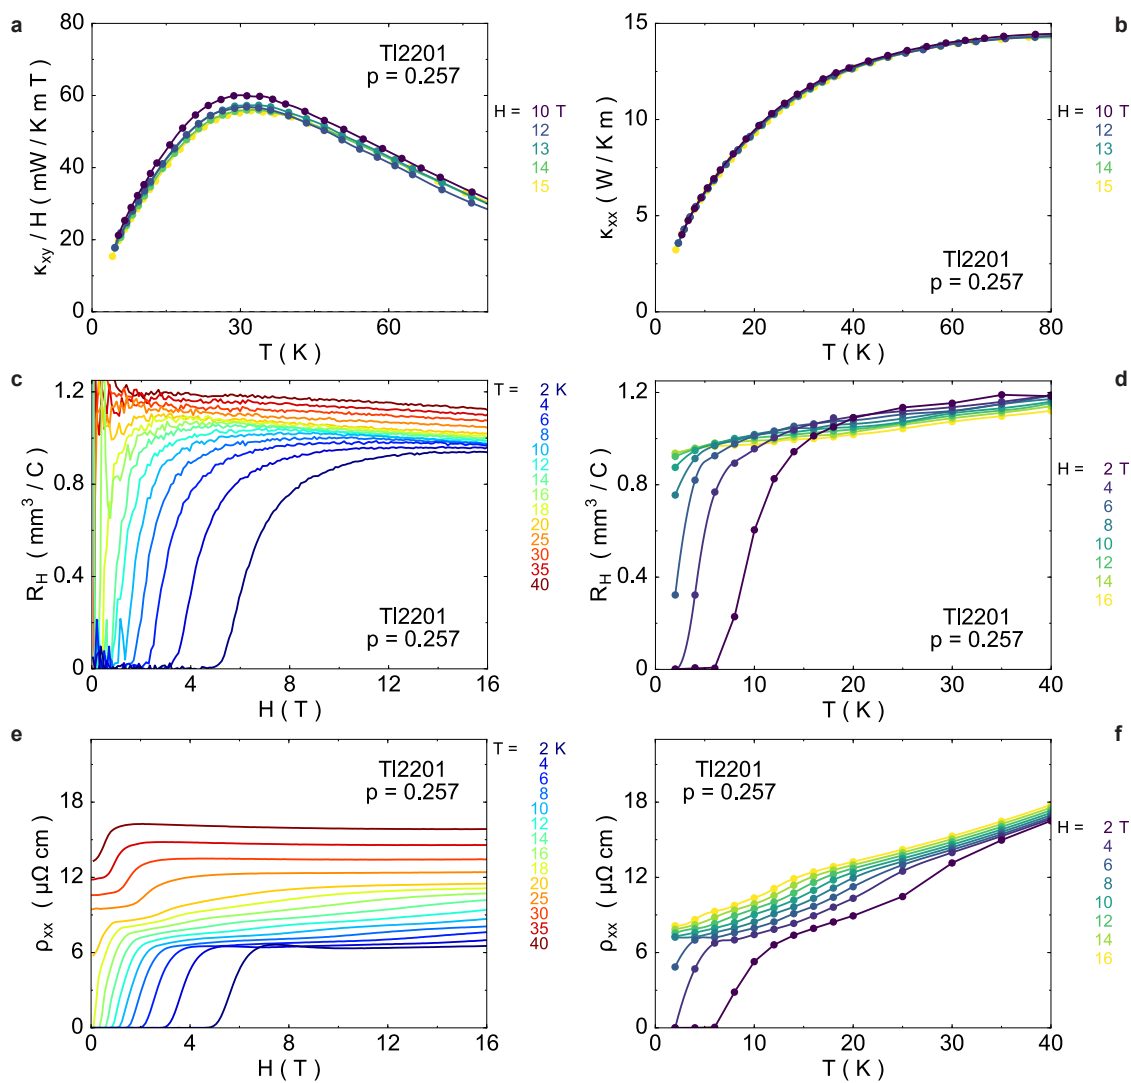 a
80
60
40
20
0
κxy / H ( mW / K m T )
Tl2201
p = 0.257
0 30 60
T ( K )
H = 10 T
12
13
14
15
b
15
10
5
0
κxx ( W / K m )
Tl2201
p = 0.257
0 20 40 60 80
T ( K )
H = 10 T
12
13
14
15
c
1.2
0.8
0.4
0
RH ( mm³ / C )
Tl2201
p = 0.257
0 4 8 12 16
H ( T )
T = 2 K
4
6
8
10
12
14
16
18
20
25
30
35
40
d
1.2
0.8
0.4
0
RH ( mm³ / C )
Tl2201
p = 0.257
0 10 20 30 40
T ( K )
H = 2 T
4
6
8
10
12
14
16
e
18
12
6
0
ρxx ( μΩ cm )
Tl2201
p = 0.257
0 4 8 12 16
H ( T )
T = 2 K
4
6
8
10
12
14
16
18
20
25
30
35
40
f
18
12
6
0
ρxx ( μΩ cm )
Tl2201
p = 0.257
0 10 20 30 40
T ( K )
H = 2 T
4
6
8
10
12
14
16